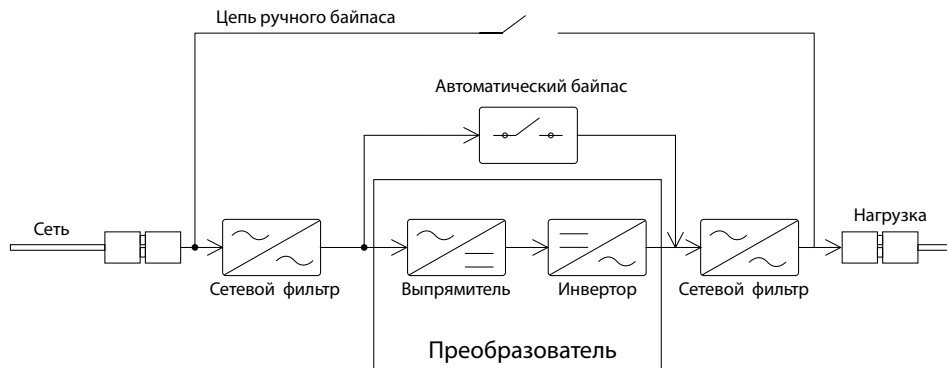 Цепь ручного байпаса
Автоматический байпас
Сеть
Нагрузка
Сетевой фильтр
Выпрямитель
Инвертор
Сетевой фильтр
Преобразователь